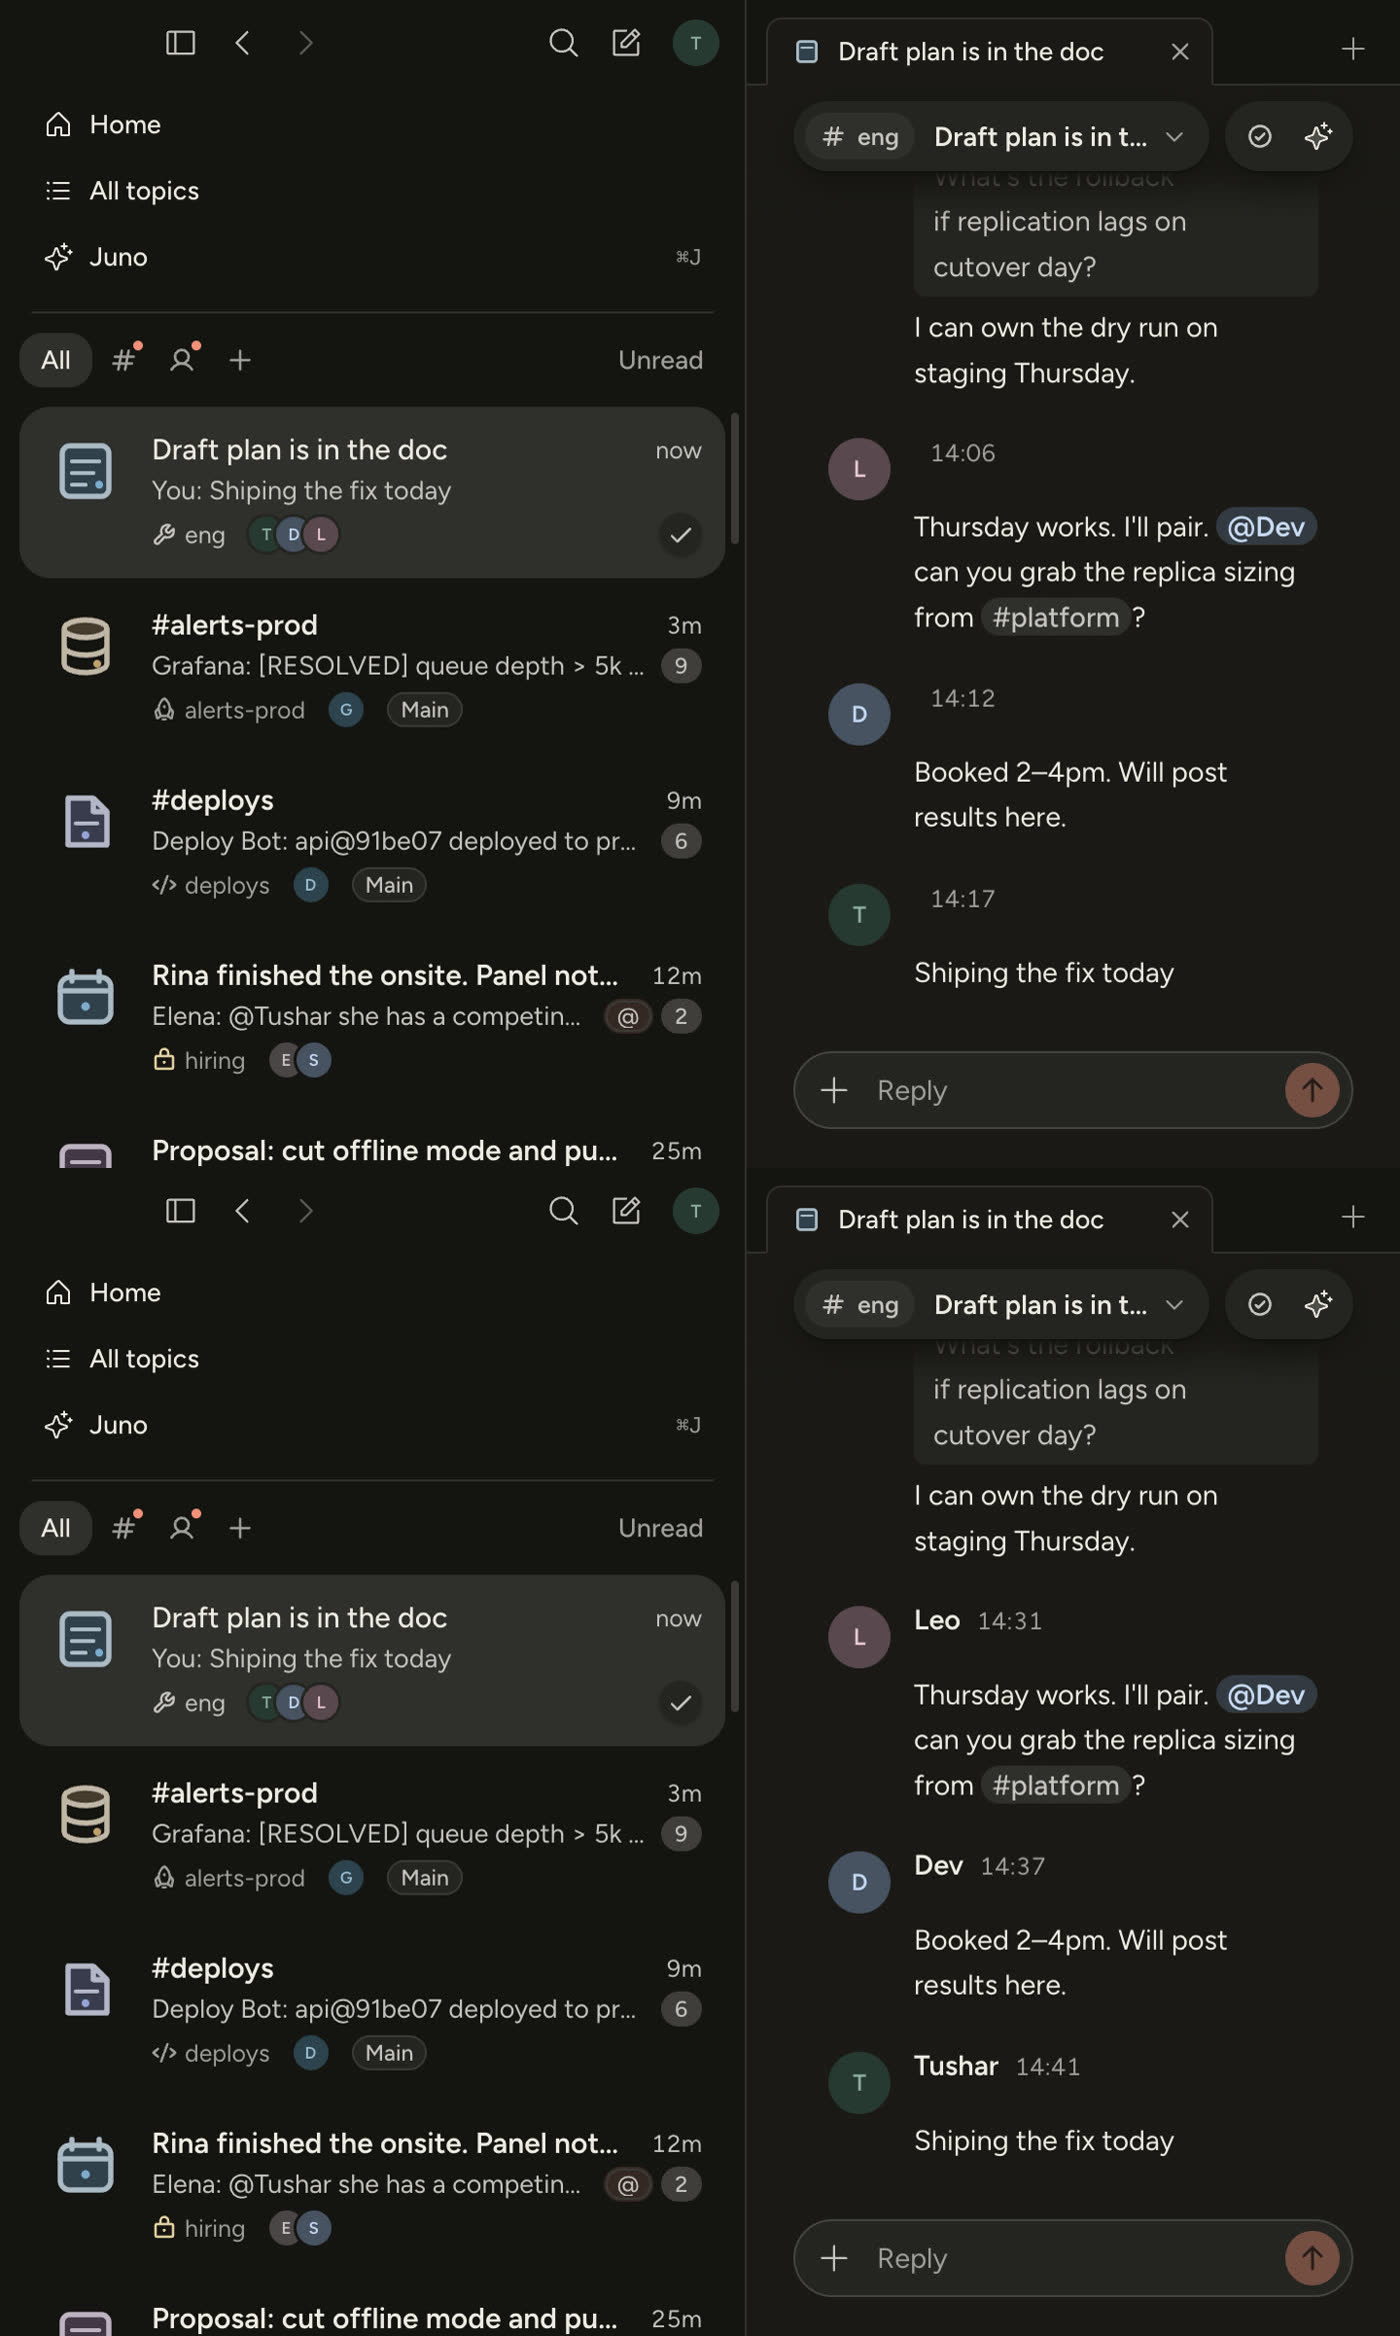 T
Home
All topics
Juno
⌘J
All
Unread
Draft plan is in the doc
now
You: Shiping the fix today
eng
T D L
#alerts-prod
3m
Grafana: [RESOLVED] queue depth > 5k ...
9
alerts-prod
G
Main
#deploys
9m
Deploy Bot: api@91be07 deployed to pr...
6
deploys
D
Main
Rina finished the onsite. Panel not...
12m
Elena: @Tushar she has a competin...
@
2
hiring
E S
Proposal: cut offline mode and pu...
25m
Draft plan is in the doc
# eng
Draft plan is in t...
What's the rollback
if replication lags on
cutover day?
I can own the dry run on
staging Thursday.
L
14:06
Thursday works. I'll pair. @Dev
can you grab the replica sizing
from #platform ?
D
14:12
Booked 2–4pm. Will post
results here.
T
14:17
Shiping the fix today
Reply
T
Home
All topics
Juno
⌘J
All
Unread
Draft plan is in the doc
now
You: Shiping the fix today
eng
T D L
#alerts-prod
3m
Grafana: [RESOLVED] queue depth > 5k ...
9
alerts-prod
G
Main
#deploys
9m
Deploy Bot: api@91be07 deployed to pr...
6
deploys
D
Main
Rina finished the onsite. Panel not...
12m
Elena: @Tushar she has a competin...
@
2
hiring
E S
Proposal: cut offline mode and pu...
25m
Draft plan is in the doc
# eng
Draft plan is in t...
What's the rollback
if replication lags on
cutover day?
I can own the dry run on
staging Thursday.
L
Leo 14:31
Thursday works. I'll pair. @Dev
can you grab the replica sizing
from #platform ?
D
Dev 14:37
Booked 2–4pm. Will post
results here.
T
Tushar 14:41
Shiping the fix today
Reply